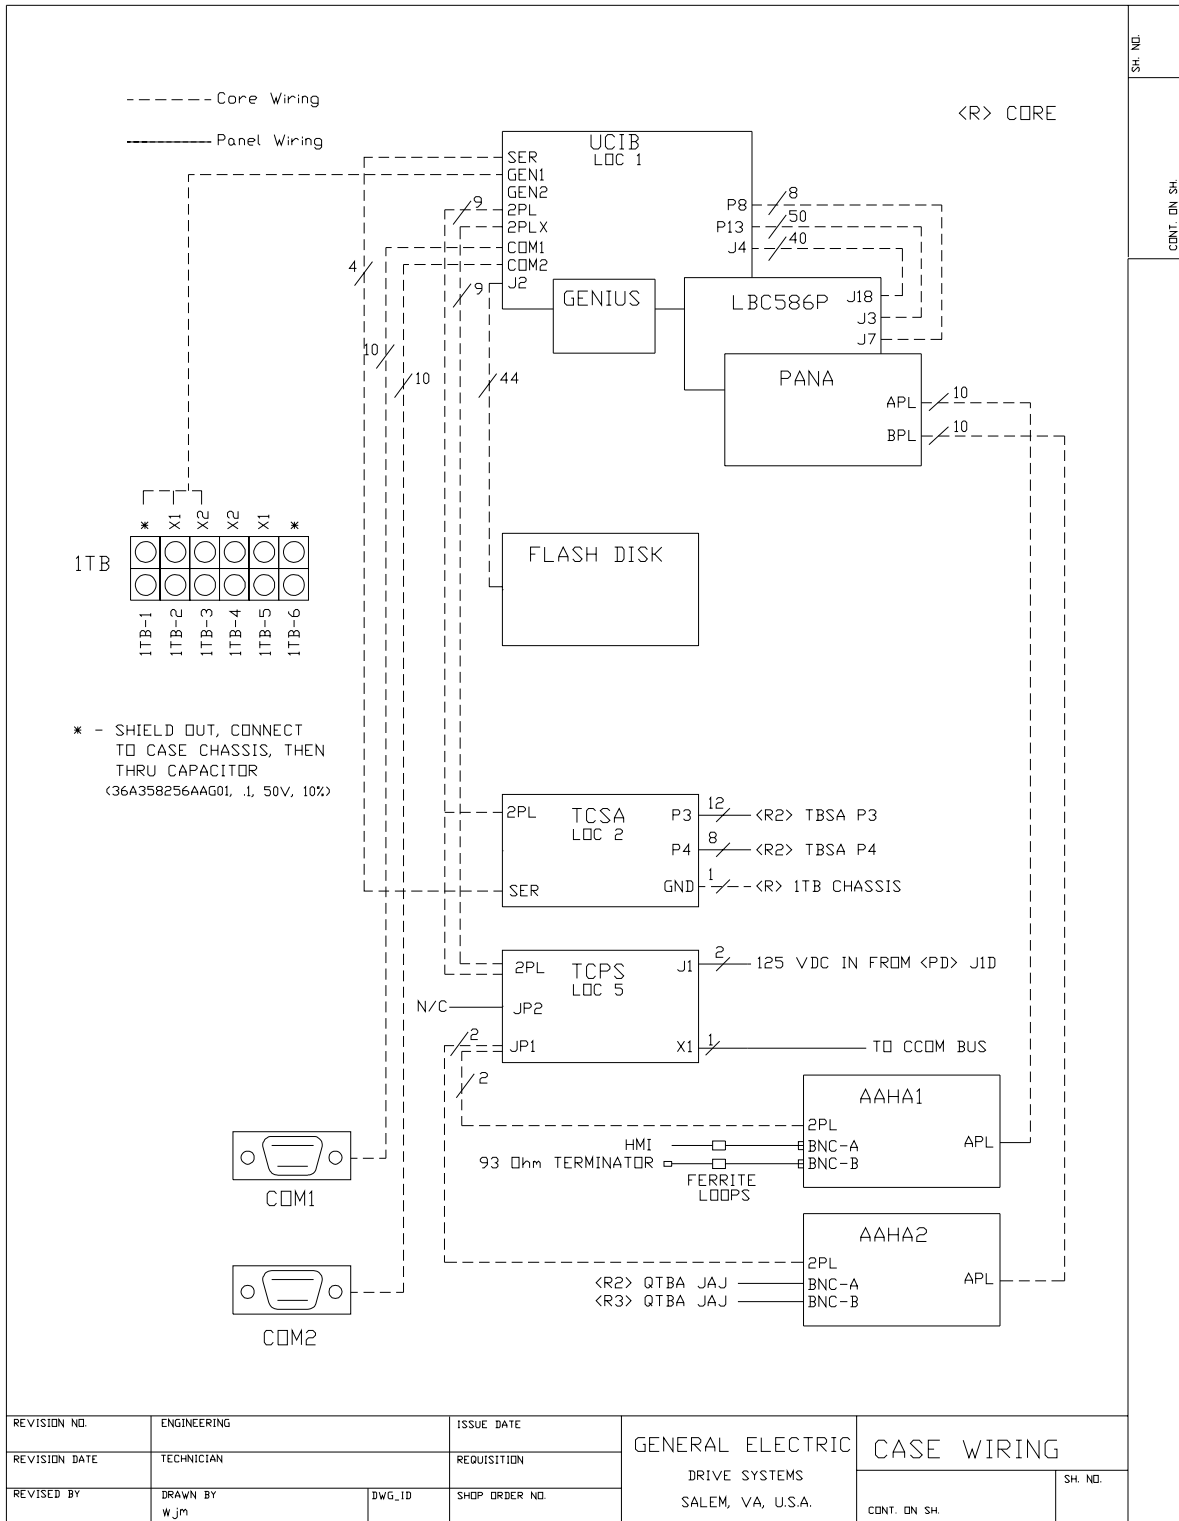 SH. NO.
CONT. ON SH.
Core Wiring
Panel Wiring
<R> CORE
UCIB
LOC 1
SER
GEN1
GEN2
2PL
2PLX
COM1
COM2
J2
P8
P13
J4
8
50
40
9
9
4
10
10
44
GENIUS
LBC586P
J18
J3
J7
PANA
APL
BPL
10
10
* X1 X2 X2 X1 *
1TB
1TB-1 1TB-2 1TB-3 1TB-4 1TB-5 1TB-6
FLASH DISK
* - SHIELD OUT, CONNECT
TO CASE CHASSIS, THEN
THRU CAPACITOR
(36A358256AAG01, .1, 50V, 10%)
2PL
TCSA
LOC 2
SER
P3
P4
GND
12
<R2> TBSA P3
8
<R2> TBSA P4
1
<R> 1TB CHASSIS
2PL
TCPS
LOC 5
JP2
JP1
J1
X1
N/C
2
125 VDC IN FROM <PD> J1D
1
TO CCOM BUS
2
2
AAHA1
2PL
BNC-A
BNC-B
APL
HMI
93 Ohm TERMINATOR
FERRITE
LOOPS
COM1
AAHA2
2PL
BNC-A
BNC-B
APL
<R2> QTBA JAJ
<R3> QTBA JAJ
COM2
REVISION NO.
ENGINEERING
ISSUE DATE
REVISION DATE
TECHNICIAN
REQUISITION
REVISED BY
DRAWN BY
Wjm
DWG_ID
SHOP ORDER NO.
GENERAL ELECTRIC
DRIVE SYSTEMS
SALEM, VA, U.S.A.
CASE WIRING
SH. NO.
CONT. ON SH.